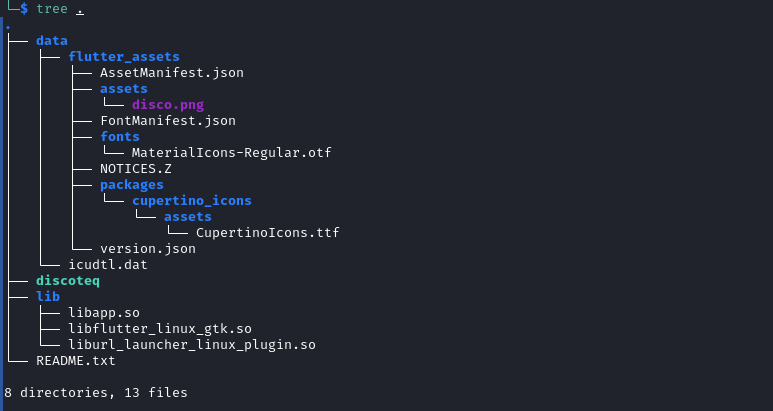 └─$ tree .
.
├── data
│   ├── flutter_assets
│   │   ├── AssetManifest.json
│   │   ├── assets
│   │   │   └── disco.png
│   │   ├── FontManifest.json
│   │   ├── fonts
│   │   │   └── MaterialIcons-Regular.otf
│   │   ├── NOTICES.Z
│   │   ├── packages
│   │   │   └── cupertino_icons
│   │   │       └── assets
│   │   │           └── CupertinoIcons.ttf
│   │   └── version.json
│   └── icudtl.dat
├── discoteq
├── lib
│   ├── libapp.so
│   ├── libflutter_linux_gtk.so
│   └── liburl_launcher_linux_plugin.so
└── README.txt

8 directories, 13 files